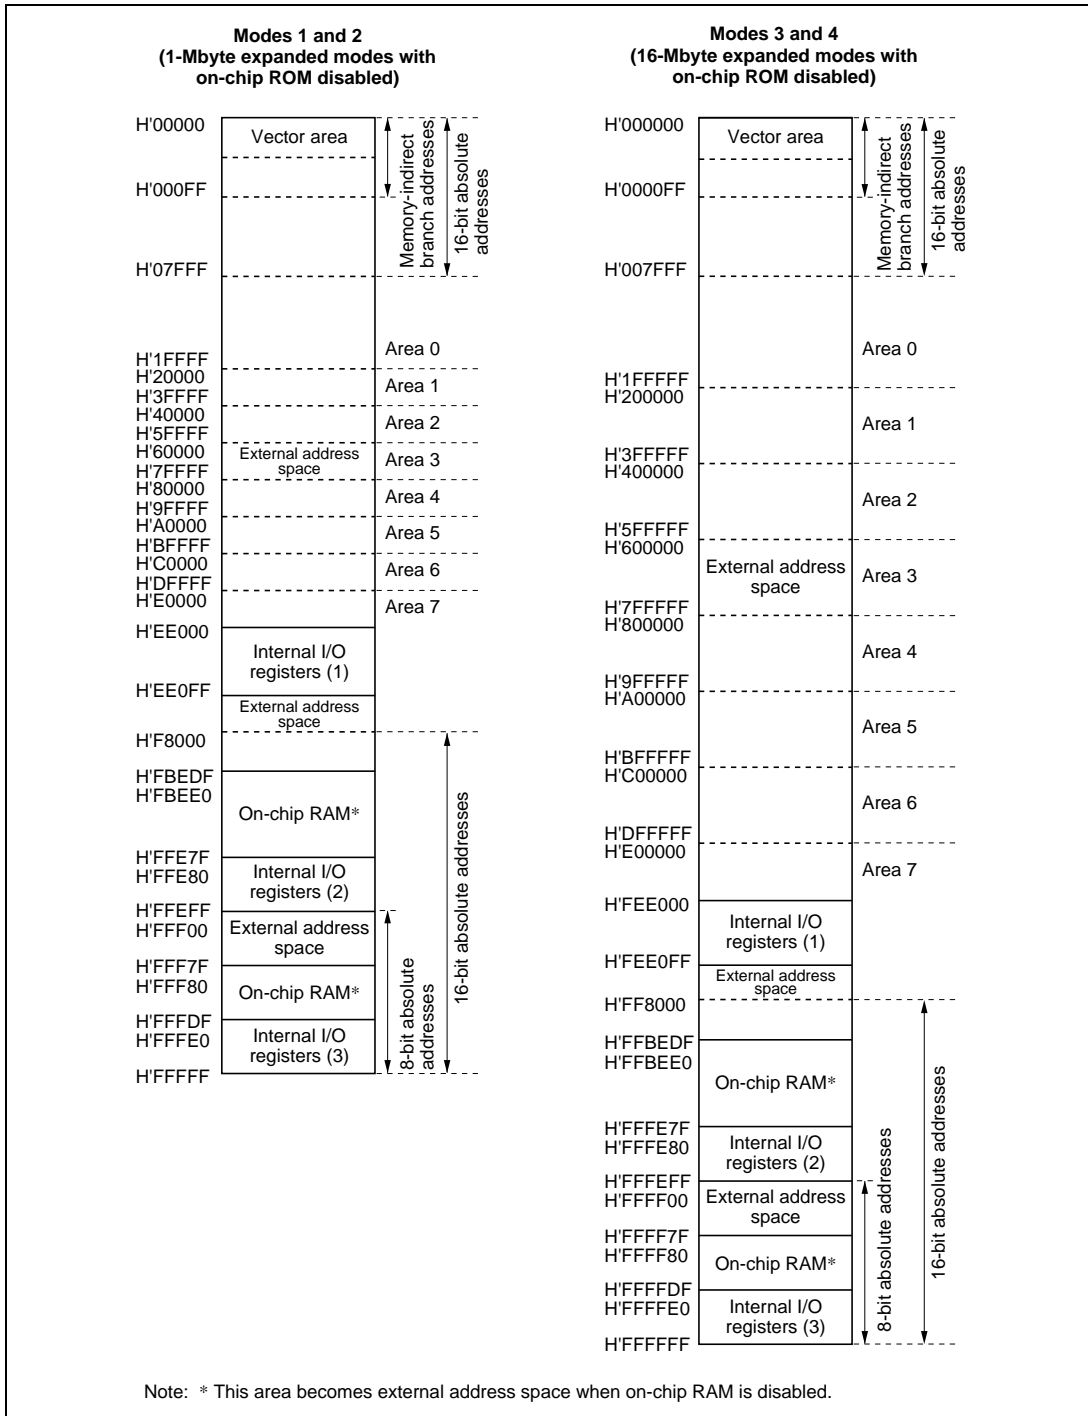 Modes 1 and 2
(1-Mbyte expanded modes with
on-chip ROM disabled)
H'00000
Vector area
H'000FF
H'07FFF
Memory-indirect
branch addresses
16-bit absolute
addresses
H'1FFFF
Area 0
H'20000
H'3FFFF
Area 1
H'40000
H'5FFFF
Area 2
H'60000
External address
space
H'7FFFF
Area 3
H'80000
H'9FFFF
Area 4
H'A0000
H'BFFFF
Area 5
H'C0000
H'DFFFF
Area 6
H'E0000
Area 7
H'EE000
Internal I/O
registers (1)
H'EE0FF
External address
space
H'F8000
H'FBEDF
H'FBEE0
On-chip RAM*
H'FFE7F
H'FFE80
Internal I/O
registers (2)
H'FFEFF
H'FFF00
External address
space
H'FFF7F
H'FFF80
On-chip RAM*
H'FFFDF
H'FFFE0
Internal I/O
registers (3)
H'FFFFF
8-bit absolute
addresses
16-bit absolute addresses
Modes 3 and 4
(16-Mbyte expanded modes with
on-chip ROM disabled)
H'000000
Vector area
H'0000FF
H'007FFF
Memory-indirect
branch addresses
16-bit absolute
addresses
Area 0
H'1FFFFF
H'200000
Area 1
H'3FFFFF
H'400000
Area 2
H'5FFFFF
H'600000
External address
space
Area 3
H'7FFFFF
H'800000
Area 4
H'9FFFFF
H'A00000
Area 5
H'BFFFFF
H'C00000
Area 6
H'DFFFFF
H'E00000
Area 7
H'FEE000
Internal I/O
registers (1)
H'FEE0FF
External address
space
H'FF8000
H'FFBEDF
H'FFBEE0
On-chip RAM*
H'FFFE7F
H'FFFE80
Internal I/O
registers (2)
H'FFFEFF
H'FFFF00
External address
space
H'FFFF7F
H'FFFF80
On-chip RAM*
H'FFFFDF
H'FFFFE0
Internal I/O
registers (3)
H'FFFFFF
8-bit absolute addresses
16-bit absolute addresses
Note: * This area becomes external address space when on-chip RAM is disabled.